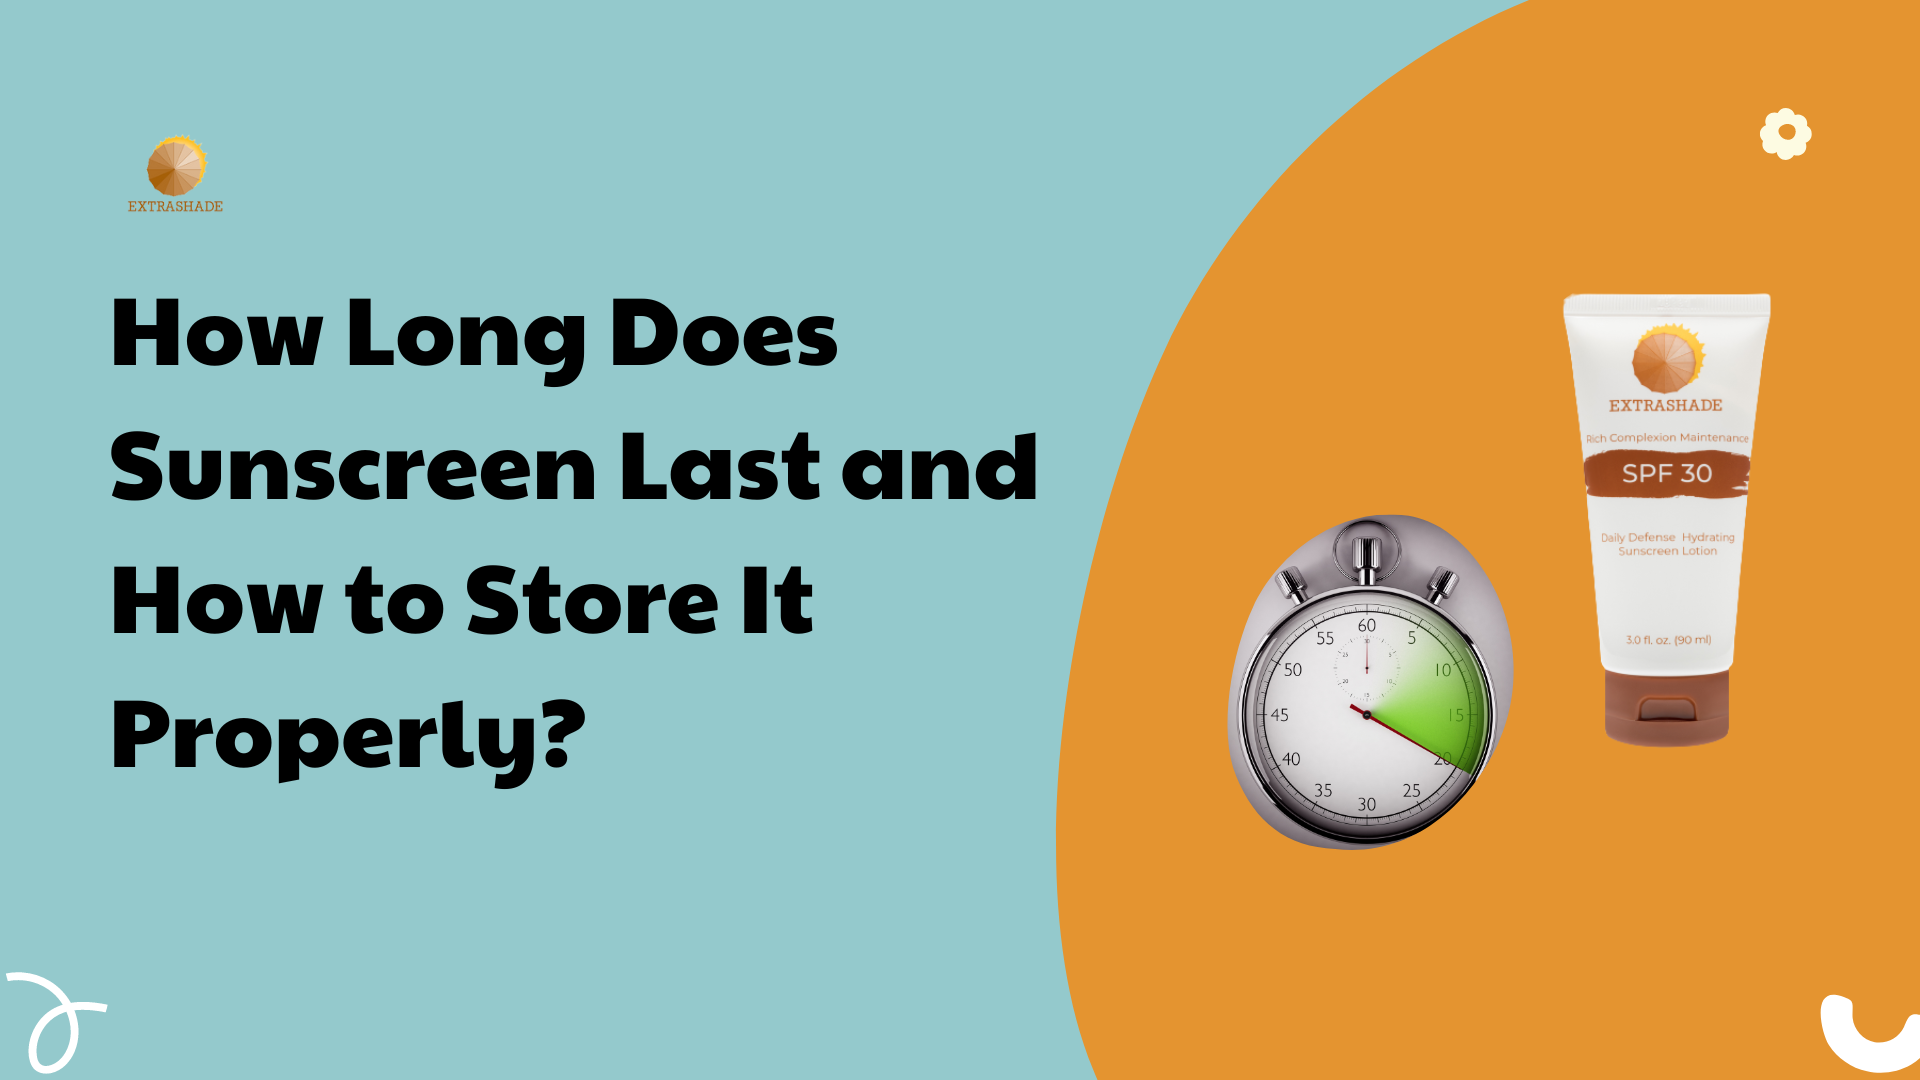 EXTRASHADE
How Long Does
Sunscreen Last and
How to Store It
Properly?
EXTRASHADE
Rich Complexion Maintenance
SPF 30
Daily Defense Hydrating
Sunscreen Lotion
3.0 fl. oz. (90 ml)
60
55
5
50
10
45
15
40
20
35
25
30